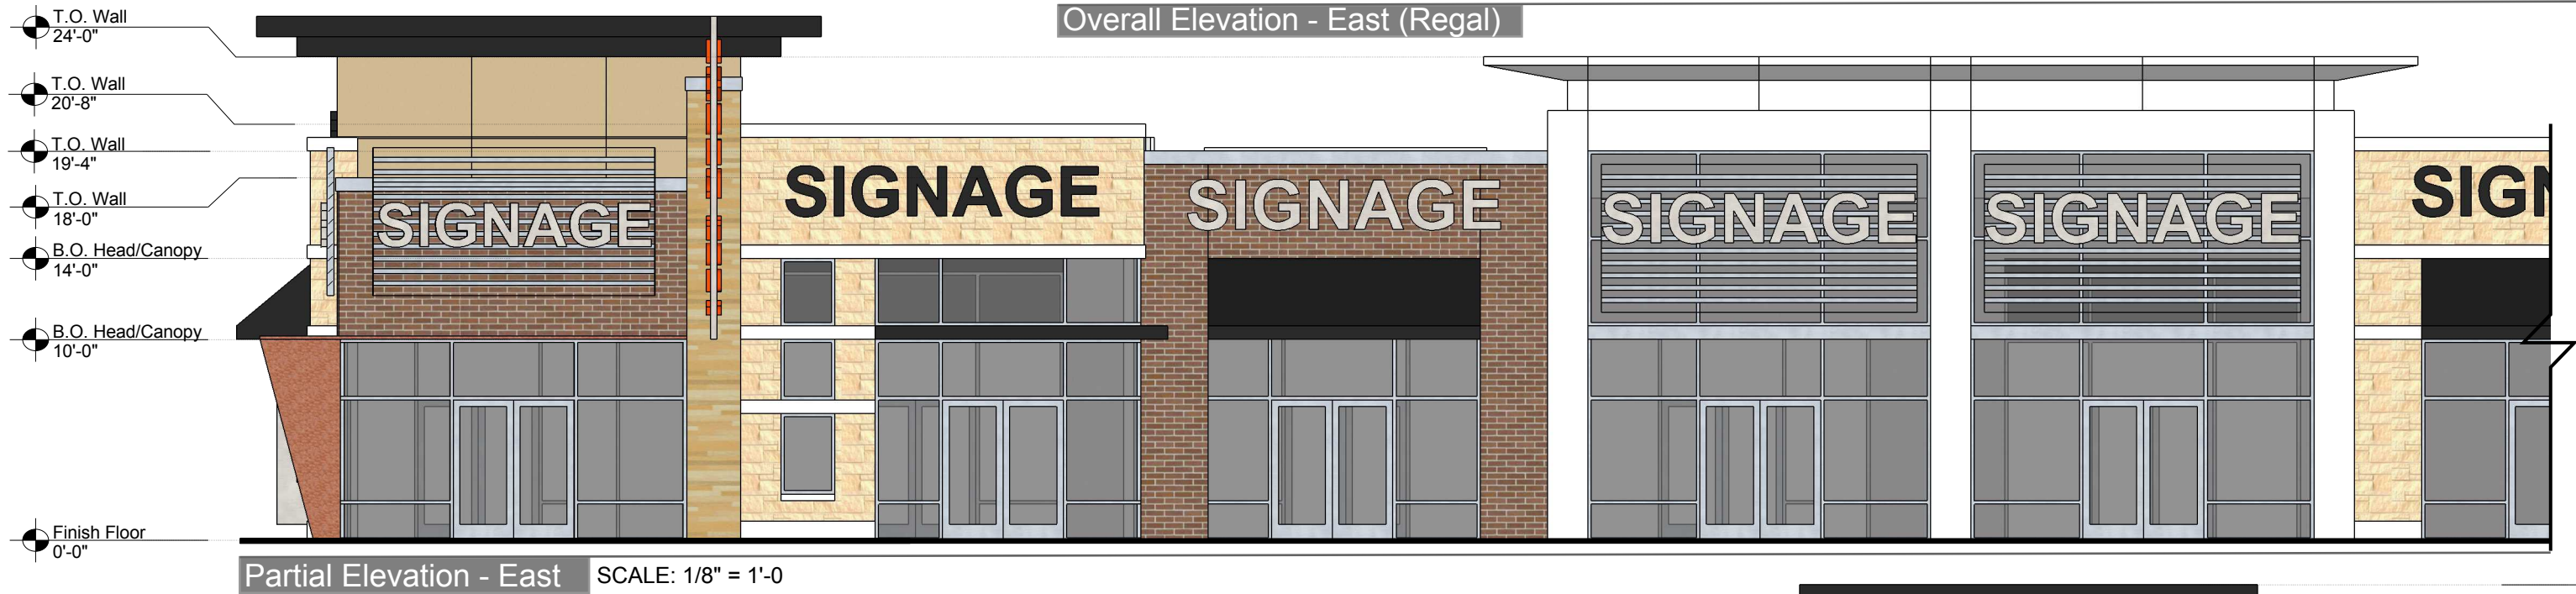 Overall Elevation - East (Regal)
T.O. Wall
24'-0"
T.O. Wall
20'-8"
T.O. Wall
19'-4"
T.O. Wall
18'-0"
B.O. Head/Canopy
14'-0"
B.O. Head/Canopy
10'-0"
Finish Floor
0'-0"
SIGNAGE
SIGNAGE
SIGNAGE
SIGNAGE
SIGNAGE
SIGN
Partial Elevation - East
SCALE: 1/8" = 1'-0